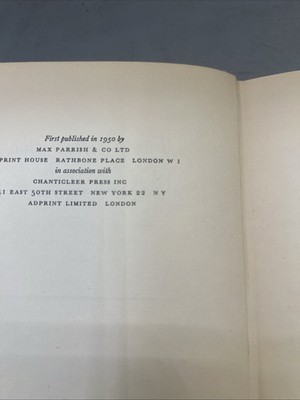 First published in 1950 by
MAX PARRISH & CO LTD
PRINT HOUSE RATHBONE PLACE LONDON W 1
in association with
CHANTICLEER PRESS INC
1 EAST 50TH STREET NEW YORK 22 N Y
ADPRINT LIMITED LONDON